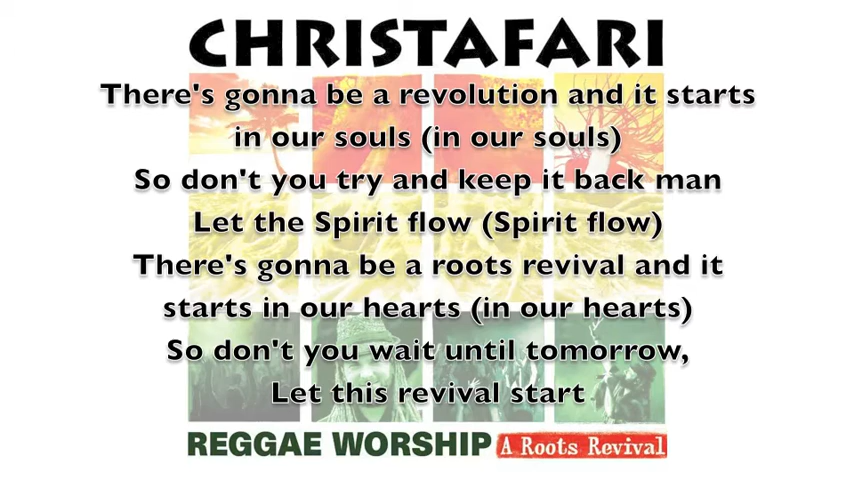 CHRISTAFARI
There's gonna be a revolution and it starts
in our souls (in our souls)
So don't you try and keep it back man
Let the Spirit flow (Spirit flow)
There's gonna be a roots revival and it
starts in our hearts (in our hearts)
So don't you wait until tomorrow,
Let this revival start
REGGAE WORSHIP A Roots Revival